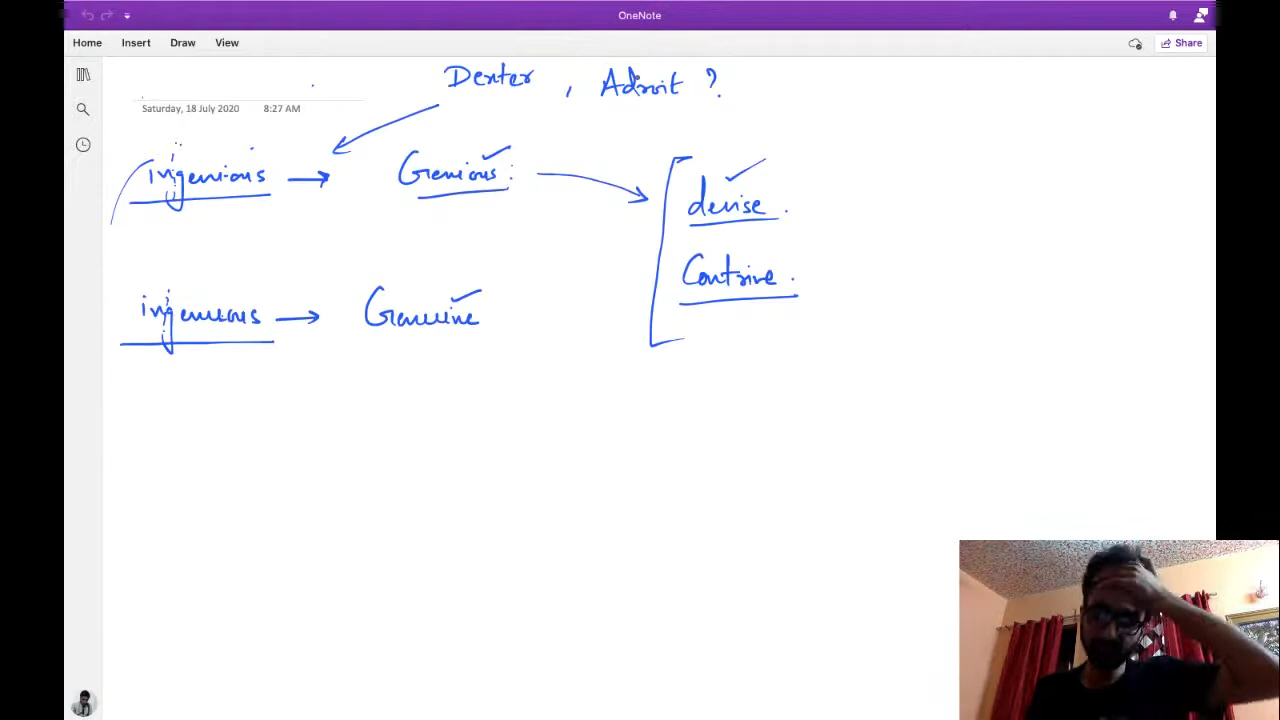 OneNote
Home Insert Draw View Share
Dexter, Adroit ?
Saturday, 18 July 2020 8:27 AM
ingenious → Genious :
devise .
Contrive .
ingenuous → Genuine